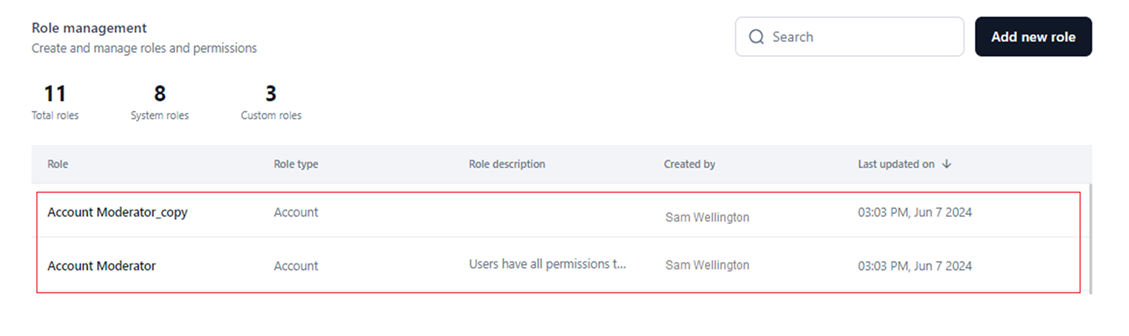 Role management
Create and manage roles and permissions
Search
Add new role
11 8 3
Total roles System roles Custom roles
Role Role type Role description Created by Last updated on ↓
Account Moderator_copy Account Sam Wellington 03:03 PM, Jun 7 2024
Account Moderator Account Users have all permissions t... Sam Wellington 03:03 PM, Jun 7 2024